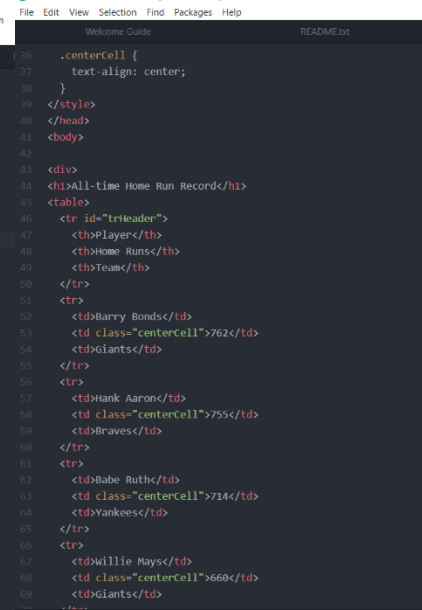 File Edit View Selection Find Packages Help
Welcome Guide README.txt
36 .centerCell {
37 text-align: center;
38 }
39 </style>
40 </head>
41 <body>
42
43 <div>
44 <h1>All-time Home Run Record</h1>
45 <table>
46 <tr id="trHeader">
47 <th>Player</th>
48 <th>Home Runs</th>
49 <th>Team</th>
50 </tr>
51 <tr>
52 <td>Barry Bonds</td>
53 <td class="centerCell">762</td>
54 <td>Giants</td>
55 </tr>
56 <tr>
57 <td>Hank Aaron</td>
58 <td class="centerCell">755</td>
59 <td>Braves</td>
60 </tr>
61 <tr>
62 <td>Babe Ruth</td>
63 <td class="centerCell">714</td>
64 <td>Yankees</td>
65 </tr>
66 <tr>
67 <td>Willie Mays</td>
68 <td class="centerCell">660</td>
69 <td>Giants</td>